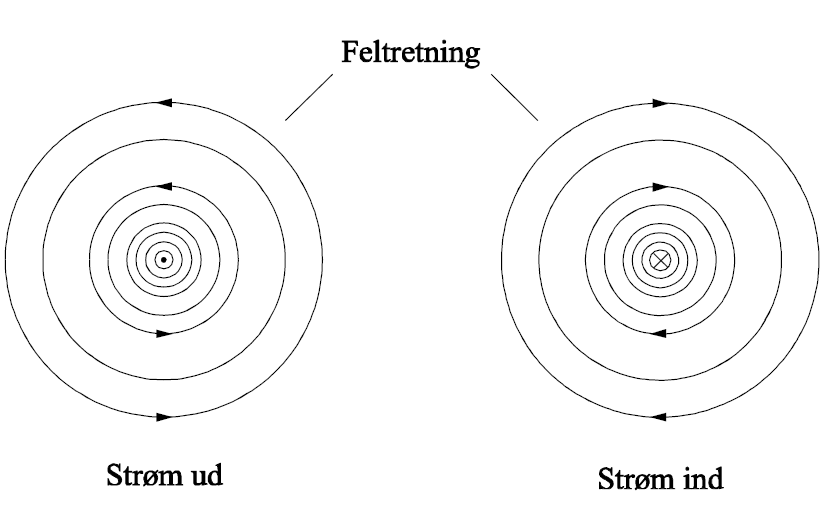 Feltretning
Strøm ud
Strøm ind